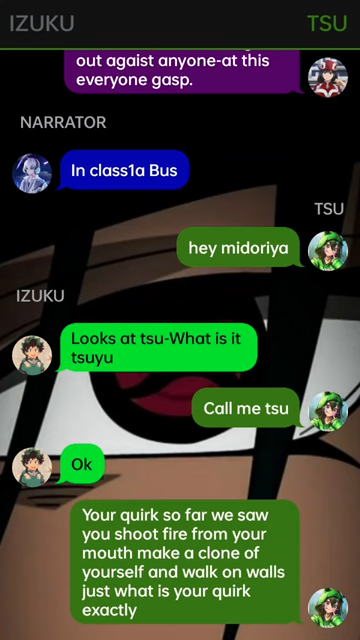 IZUKU
TSU
out agaist anyone-at this
everyone gasp.
NARRATOR
In class1a Bus
TSU
hey midoriya
IZUKU
Looks at tsu-What is it
tsuyu
Call me tsu
Ok
Your quirk so far we saw
you shoot fire from your
mouth make a clone of
yourself and walk on walls
just what is your quirk
exactly